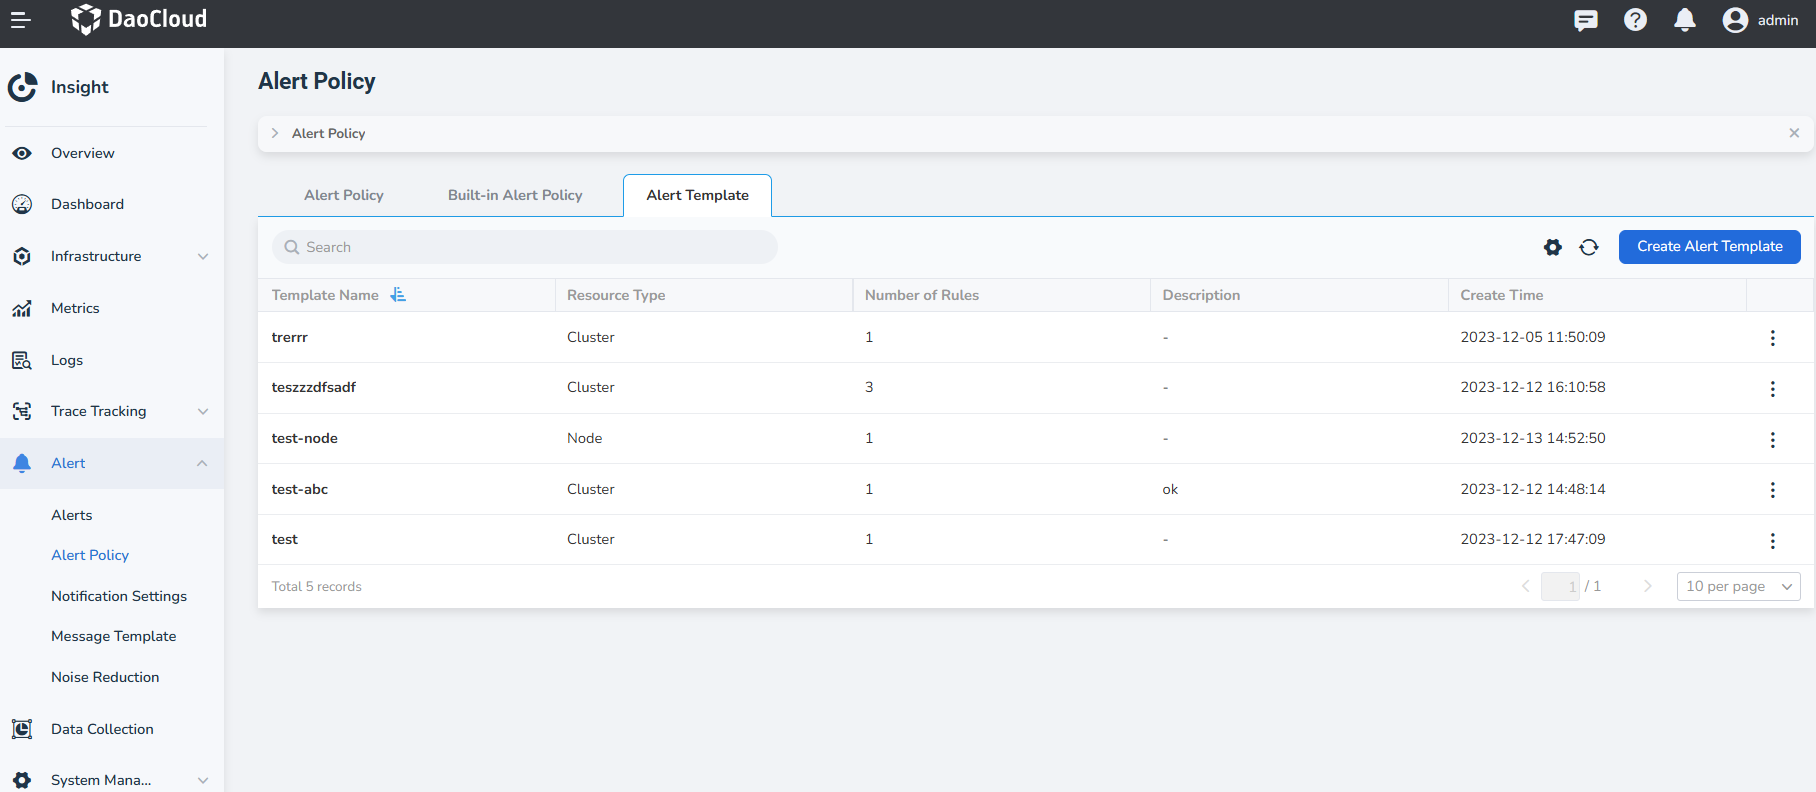 DaoCloud
admin
Insight
Overview
Dashboard
Infrastructure
Metrics
Logs
Trace Tracking
Alert
Alerts
Alert Policy
Notification Settings
Message Template
Noise Reduction
Data Collection
System Mana...
Alert Policy
Alert Policy
Alert Policy Built-in Alert Policy Alert Template
Search
Create Alert Template
Template Name Resource Type Number of Rules Description Create Time
trerrr Cluster 1 - 2023-12-05 11:50:09
teszzzdfsadf Cluster 3 - 2023-12-12 16:10:58
test-node Node 1 - 2023-12-13 14:52:50
test-abc Cluster 1 ok 2023-12-12 14:48:14
test Cluster 1 - 2023-12-12 17:47:09
Total 5 records 1 / 1 10 per page